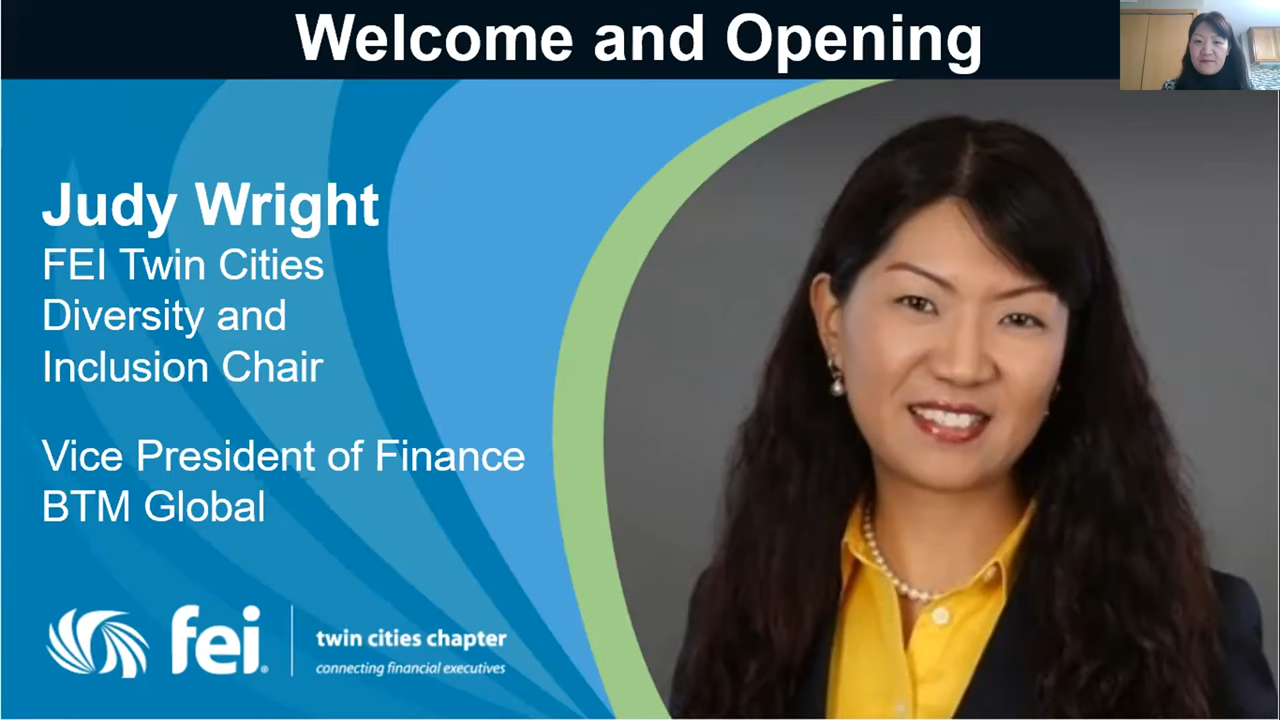 Welcome and Opening
Judy Wright
FEI Twin Cities
Diversity and
Inclusion Chair
Vice President of Finance
BTM Global
fei®
twin cities chapter
connecting financial executives